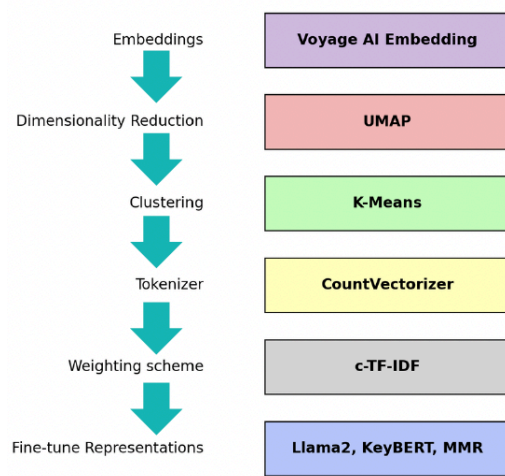 Embeddings
Voyage AI Embedding
Dimensionality Reduction
UMAP
Clustering
K-Means
Tokenizer
CountVectorizer
Weighting scheme
c-TF-IDF
Fine-tune Representations
Llama2, KeyBERT, MMR